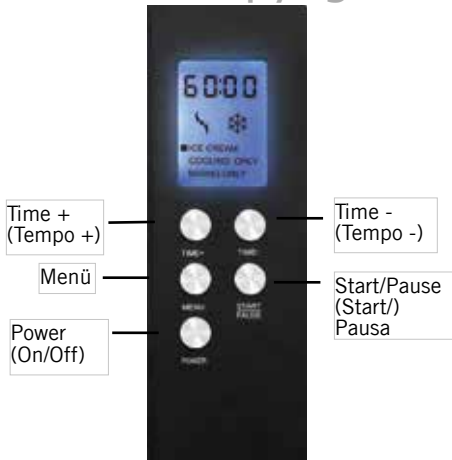 60:00
ICE CREAM
COOLING ONLY
MIXING ONLY
Time +
(Tempo +)
Time -
(Tempo -)
TIME+
TIME-
Menü
Start/Pause
(Start/)
Pausa
MENU
START
PAUSE
Power
(On/Off)
POWER